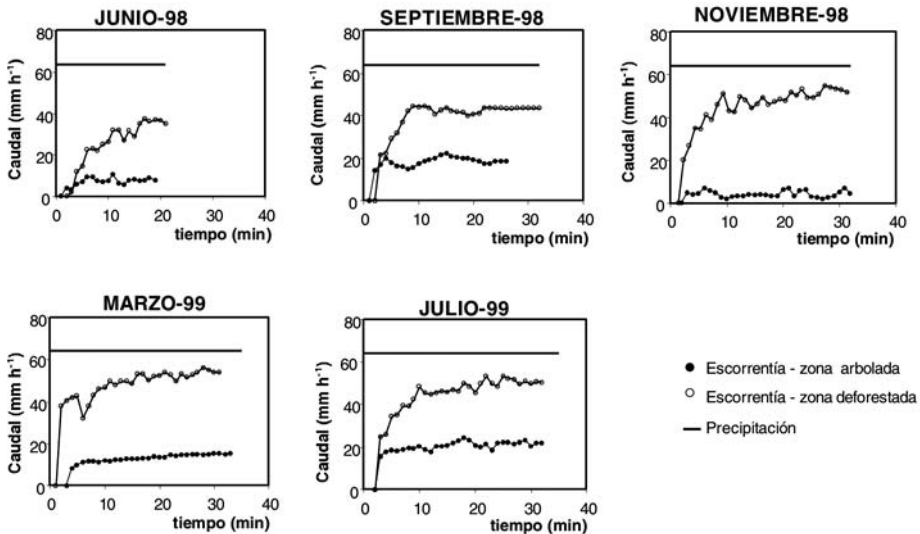 JUNIO-98
80
60
40
20
0
Caudal (mm h⁻¹)
0 10 20 30 40
tiempo (min)
SEPTIEMBRE-98
80
60
40
20
0
Caudal (mm h⁻¹)
0 10 20 30 40
tiempo (min)
NOVIEMBRE-98
80
60
40
20
0
Caudal (mm h⁻¹)
0 10 20 30 40
tiempo (min)
MARZO-99
80
60
40
20
0
Caudal (mm h⁻¹)
0 10 20 30 40
tiempo (min)
JULIO-99
80
60
40
20
0
Caudal (mm h⁻¹)
0 10 20 30 40
tiempo (min)
Escorrentía - zona arbolada
Escorrentía - zona deforestada
Precipitación